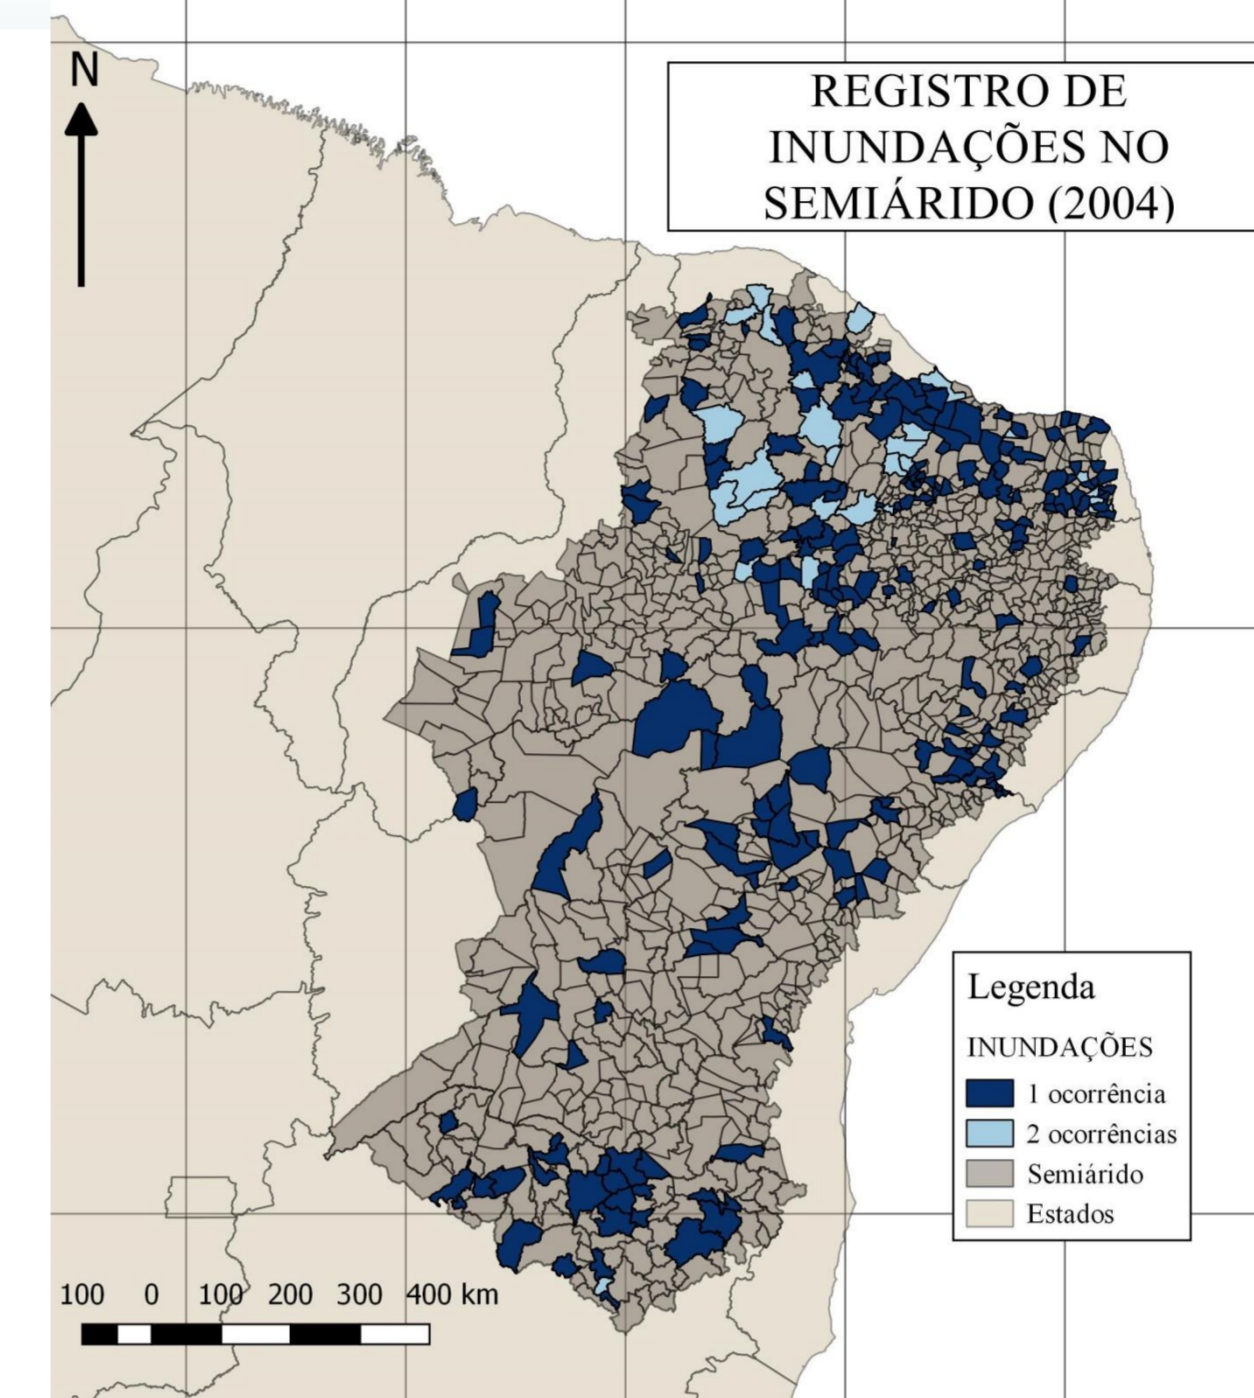 N
REGISTRO DE
INUNDAÇÕES NO
SEMIÁRIDO (2004)
Legenda
INUNDAÇÕES
1 ocorrência
2 ocorrências
Semiárido
Estados
100 0 100 200 300 400 km